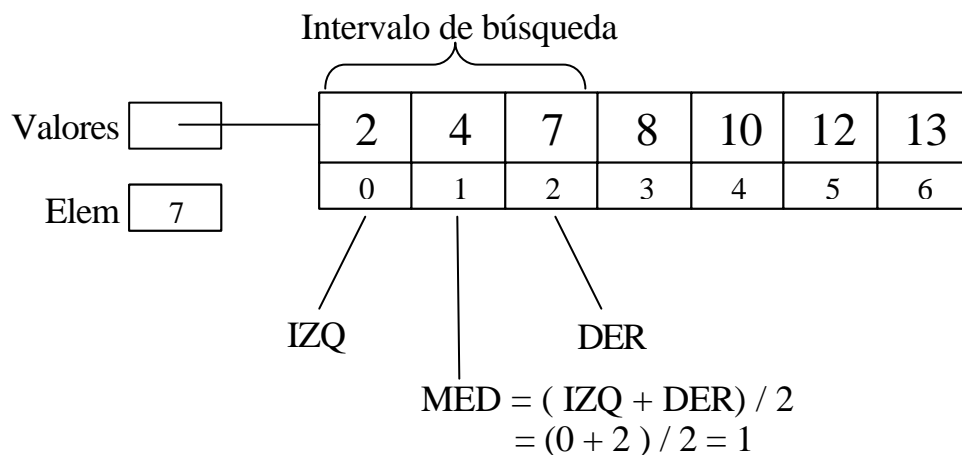 Intervalo de búsqueda
Valores
2 4 7 8 10 12 13
0 1 2 3 4 5 6
Elem 7
IZQ
DER
MED = ( IZQ + DER) / 2
= (0 + 2 ) / 2 = 1